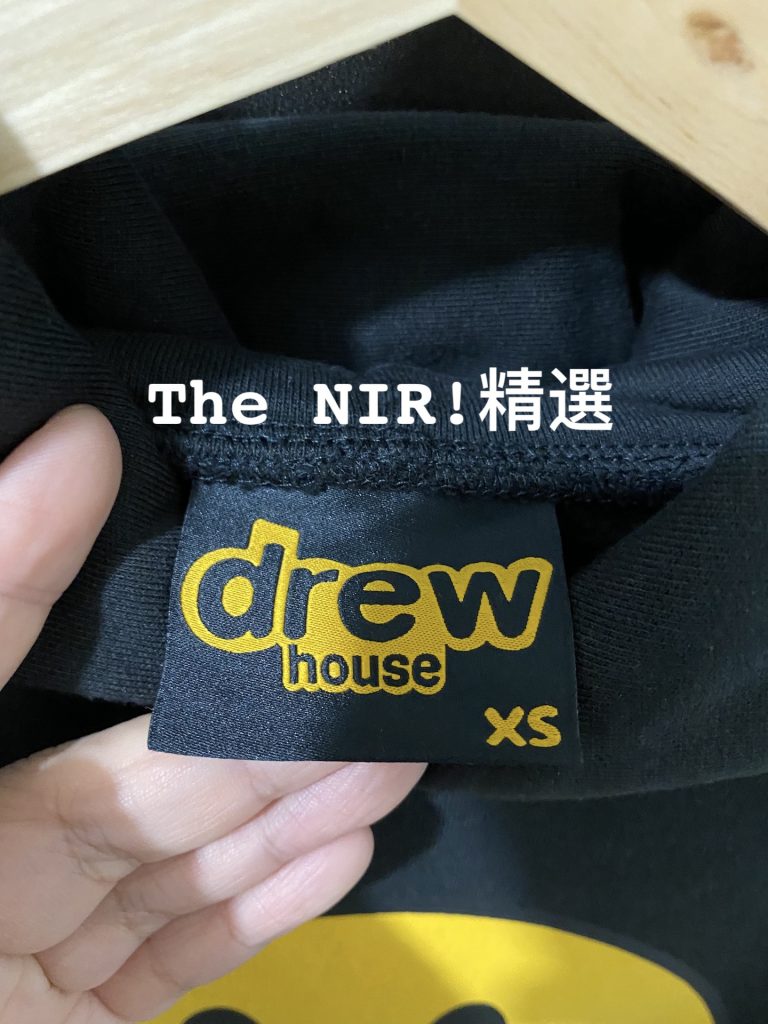 The NIR!精選
drew
house
XS